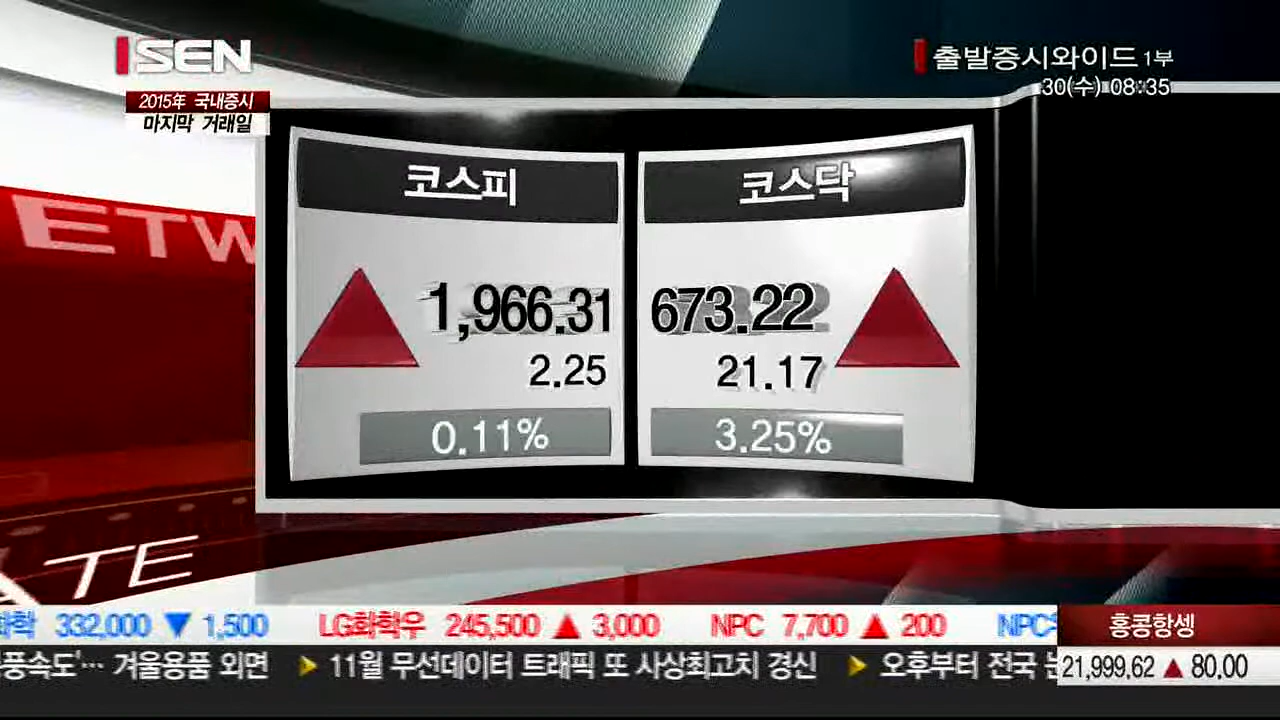 SEN
2015年 국내증시
마지막 거래일
출발증시와이드 1부
30(수) 08:35
ETW
코스피
1,966.31
2.25
0.11%
코스닥
673.22
21.17
3.25%
ATE
화학 332,000 ▼ 1,500 LG화학우 245,500 ▲ 3,000 NPC 7,700 ▲ 200 NPC
홍콩항셍
풍속도'… 겨울용품 외면 11월 무선데이터 트래픽 또 사상최고치 경신 오후부터 전국
21,999.62 ▲ 80.00